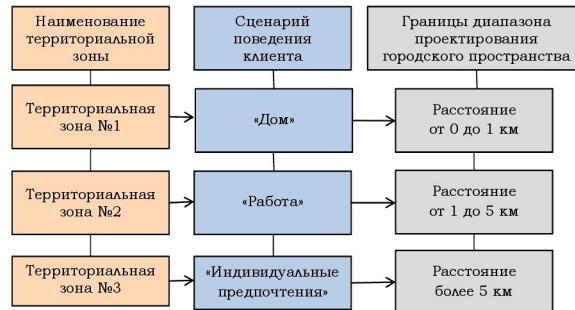 Наименование
территориальной
зоны
Сценарий
поведения
клиента
Границы диапазона
проектирования
городского пространства
Территориальная
зона №1
«Дом»
Расстояние
от 0 до 1 км
Территориальная
зона №2
«Работа»
Расстояние
от 1 до 5 км
Территориальная
зона №3
«Индивидуальные
предпочтения»
Расстояние
более 5 км